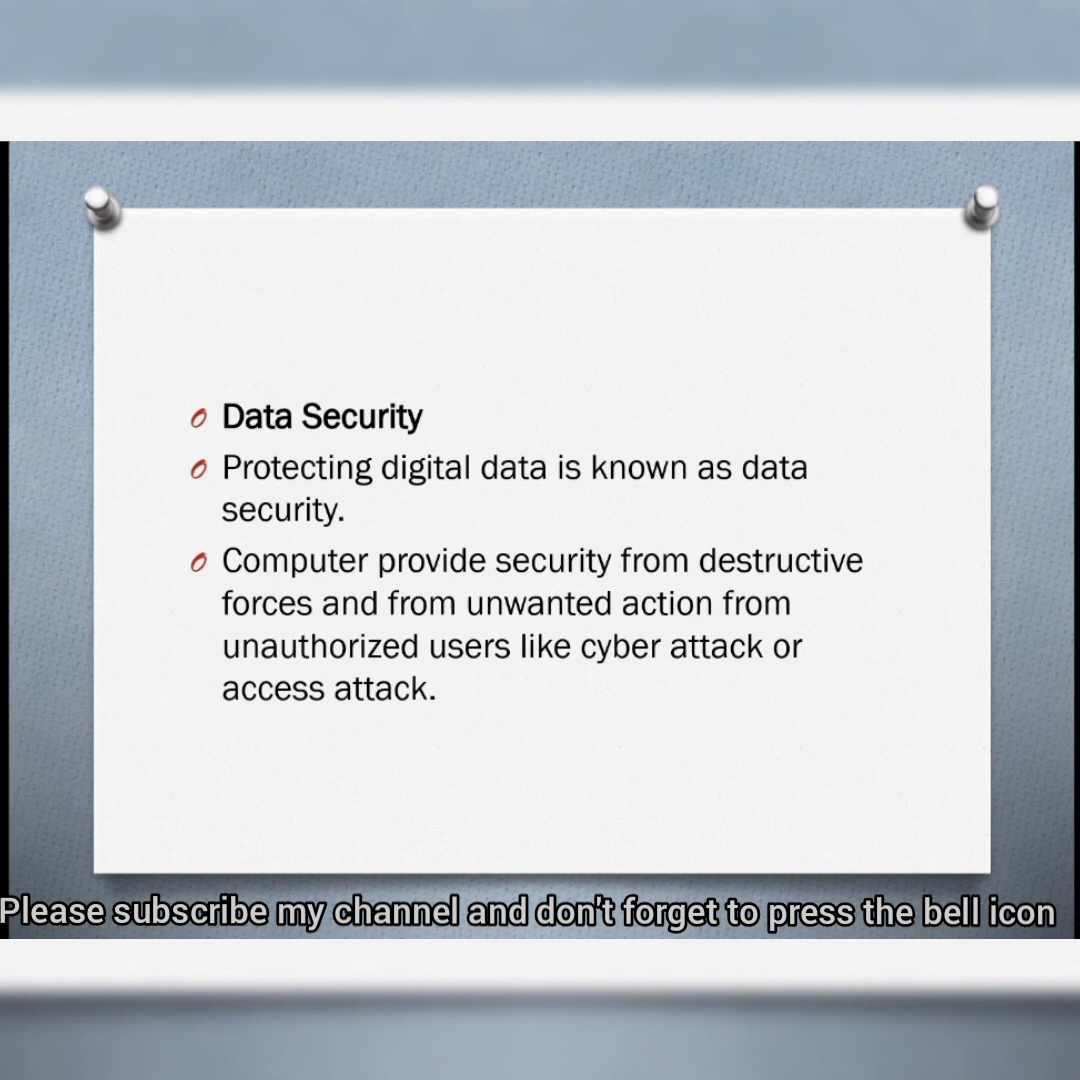 Data Security
Protecting digital data is known as data
security.
Computer provide security from destructive
forces and from unwanted action from
unauthorized users like cyber attack or
access attack.
Please subscribe my channel and don't forget to press the bell icon